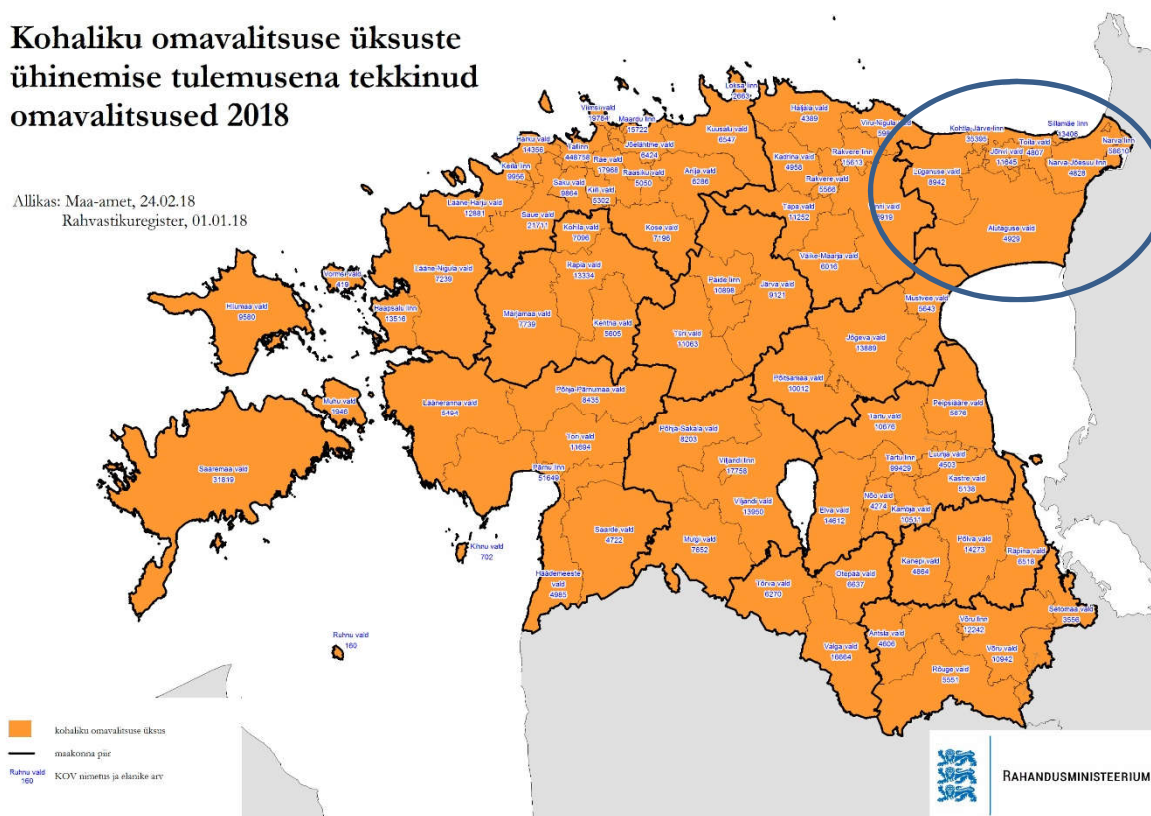 Kohaliku omavalitsuse üksuste
ühinemise tulemusena tekkinud
omavalitsused 2018
Allikas: Maa-amet, 24.02.18
Rahvastikuregister, 01.01.18
Loksa linn
Viimsi vald
19764
Maardu linn
15722
Haljala vald
4389
Kuusalu vald
6547
Viru-Nigula vald
Harku vald
14356
Tallinn
448758
Jõelähtme vald
6424
Kohtla-Järve linn
35395
Sillamäe linn
13406
Toila vald
4807
Narva linn
58610
Jõhvi vald
11645
Narva-Jõesuu linn
4828
Keila linn
9956
Rae vald
17968
Raasiku vald
5050
Anija vald
6286
Kadrina vald
4958
Rakvere linn
15613
Rakvere vald
5566
Lüganuse vald
8942
Saku vald
9864
Kiili vald
5302
Lääne-Harju vald
12881
Saue vald
21711
Kose vald
7196
Tapa vald
11252
Kohila vald
7096
Alutaguse vald
4929
Väike-Maarja vald
6016
Vormsi vald
419
Lääne-Nigula vald
7239
Rapla vald
13334
Paide linn
10898
Järva vald
9121
Hiiumaa vald
9580
Haapsalu linn
13516
Märjamaa vald
7739
Kehtna vald
5605
Türi vald
11063
Mustvee vald
5643
Jõgeva vald
13889
Põltsamaa vald
10012
Muhu vald
1946
Lääneranna vald
5494
Põhja-Pärnumaa vald
8435
Peipsiääre vald
Tartu vald
10676
Põhja-Sakala vald
8203
Tori vald
11694
Saaremaa vald
31819
Pärnu linn
51649
Viljandi linn
17758
Tartu linn
99429
Luunja vald
4503
Kastre vald
5138
Nõo vald
4274
Kambja vald
Viljandi vald
13950
Elva vald
14612
Saarde vald
4722
Kihnu vald
702
Mulgi vald
7652
Põlva vald
14273
Räpina vald
6518
Kanepi vald
4864
Häädemeeste
vald
4985
Tõrva vald
6270
Otepää vald
6637
Setomaa vald
3556
Ruhnu vald
160
Antsla vald
4606
Võru linn
12242
Võru vald
10942
Valga vald
16664
Rõuge vald
5551
kohaliku omavalitsuse üksus
maakonna piir
Ruhnu vald
160
KOV nimetus ja elanike arv
RAHANDUSMINISTEERIUM